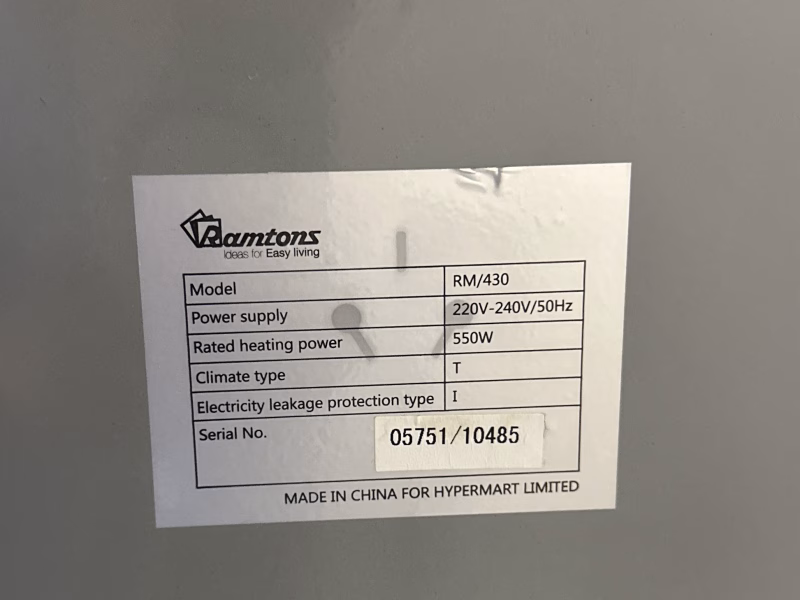 Ramtons
Ideas for Easy living
Model RM/430
Power supply 220V-240V/50Hz
Rated heating power 550W
Climate type T
Electricity leakage protection type I
Serial No. 05751/10485
MADE IN CHINA FOR HYPERMART LIMITED